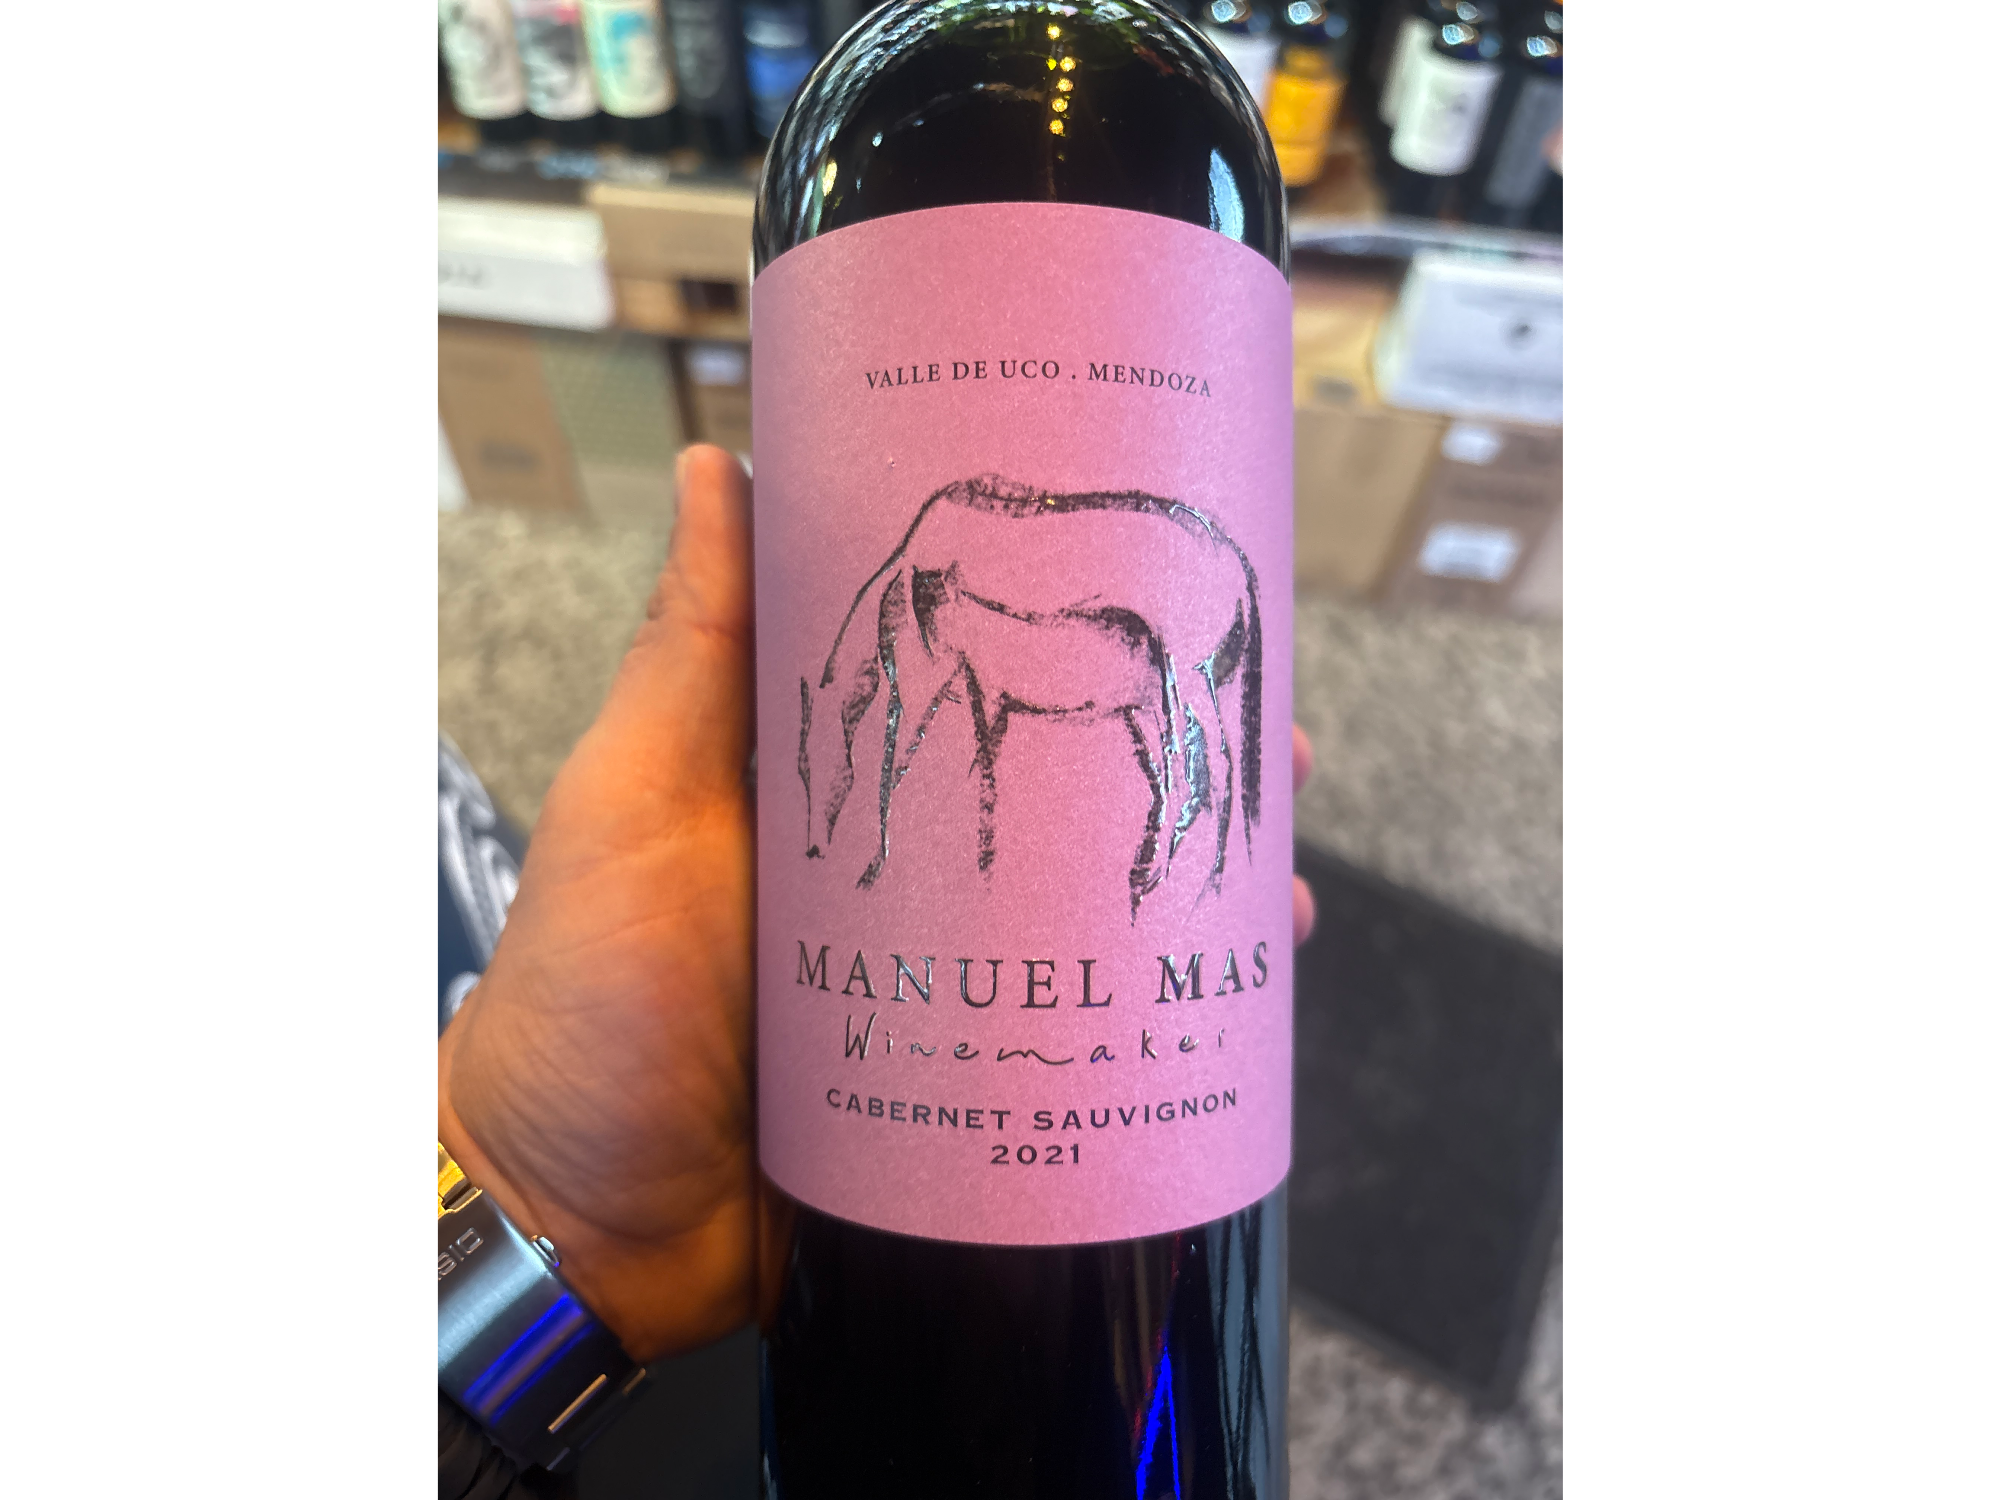 VALLE DE UCO . MENDOZA
MANUEL MAS
Winemaker
CABERNET SAUVIGNON
2021